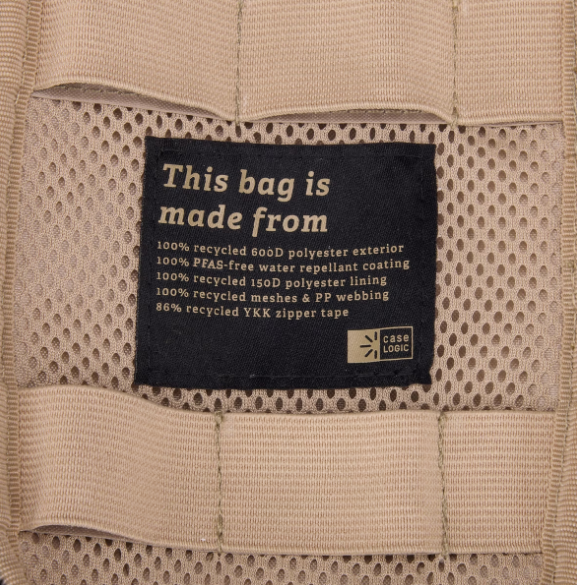 This bag is
made from
100% recycled 600D polyester exterior
100% PFAS-free water repellant coating
100% recycled 150D polyester lining
100% recycled meshes & PP webbing
86% recycled YKK zipper tape
case
LOGIC